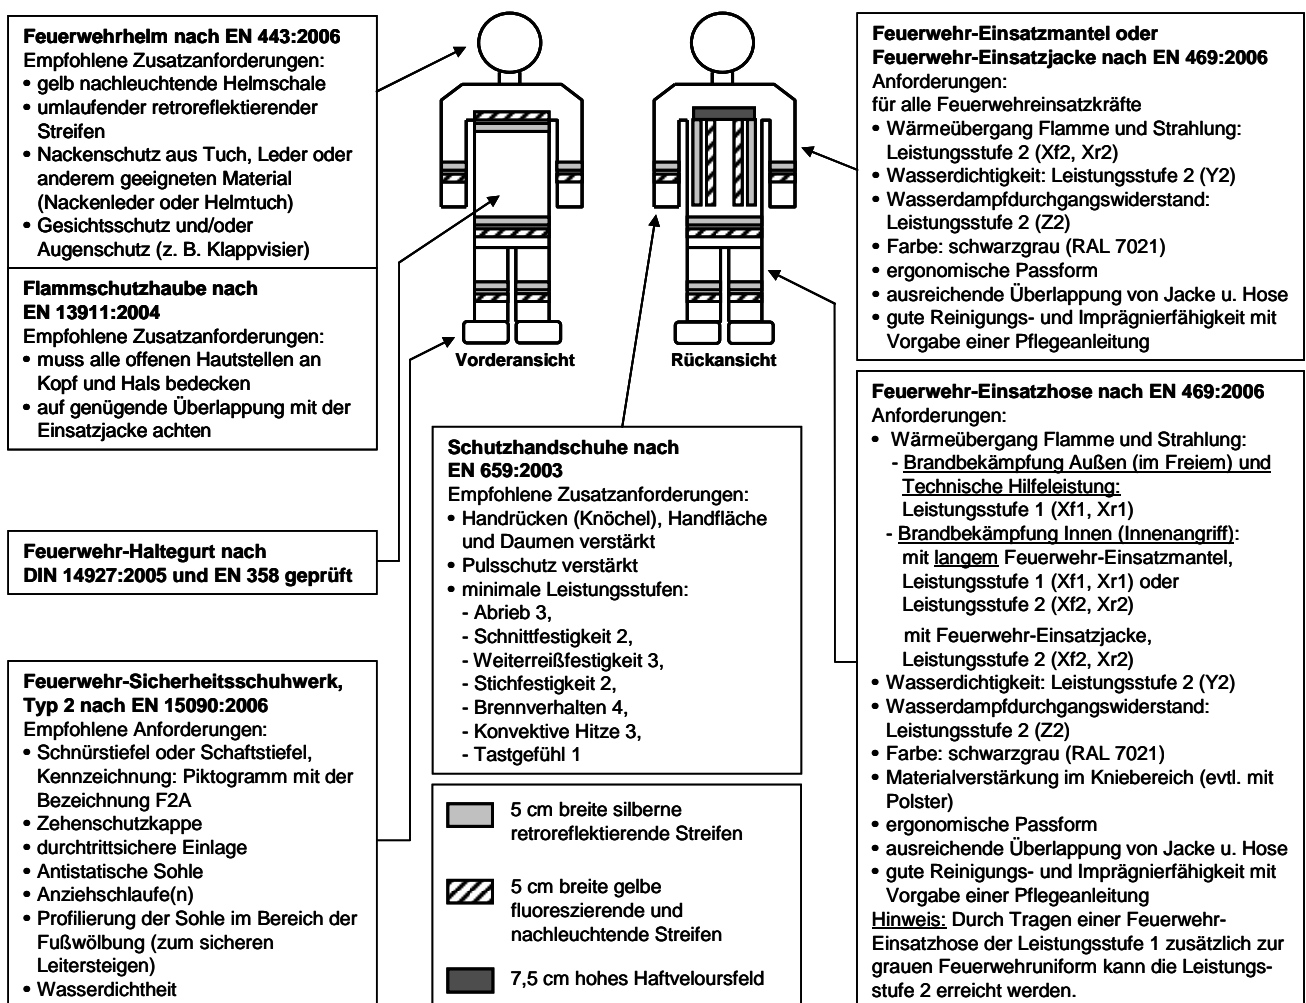 Feuerwehrhelm nach EN 443:2006
Empfohlene Zusatzanforderungen:
• gelb nachleuchtende Helmschale
• umlaufender retroreflektierender
Streifen
• Nackenschutz aus Tuch, Leder oder
anderem geeigneten Material
(Nackenleder oder Helmtuch)
• Gesichtsschutz und/oder
Augenschutz (z. B. Klappvisier)
Flammschutzhaube nach
EN 13911:2004
Empfohlene Zusatzanforderungen:
• muss alle offenen Hautstellen an
Kopf und Hals bedecken
• auf genügende Überlappung mit der
Einsatzjacke achten
Feuerwehr-Haltegurt nach
DIN 14927:2005 und EN 358 geprüft
Feuerwehr-Sicherheitsschuhwerk,
Typ 2 nach EN 15090:2006
Empfohlene Anforderungen:
• Schnürstiefel oder Schaftstiefel,
Kennzeichnung: Piktogramm mit der
Bezeichnung F2A
• Zehenschutzkappe
• durchtrittsichere Einlage
• Antistatische Sohle
• Anziehschlaufe(n)
• Profilierung der Sohle im Bereich der
Fußwölbung (zum sicheren
Leitersteigen)
• Wasserdichtheit
Vorderansicht
Rückansicht
Schutzhandschuhe nach
EN 659:2003
Empfohlene Zusatzanforderungen:
• Handrücken (Knöchel), Handfläche
und Daumen verstärkt
• Pulsschutz verstärkt
• minimale Leistungsstufen:
- Abrieb 3,
- Schnittfestigkeit 2,
- Weiterreißfestigkeit 3,
- Stichfestigkeit 2,
- Brennverhalten 4,
- Konvektive Hitze 3,
- Tastgefühl 1
5 cm breite silberne
retroreflektierende Streifen
5 cm breite gelbe
fluoreszierende und
nachleuchtende Streifen
7,5 cm hohes Haftveloursfeld
Feuerwehr-Einsatzmantel oder
Feuerwehr-Einsatzjacke nach EN 469:2006
Anforderungen:
für alle Feuerwehreinsatzkräfte
• Wärmeübergang Flamme und Strahlung:
Leistungsstufe 2 (Xf2, Xr2)
• Wasserdichtigkeit: Leistungsstufe 2 (Y2)
• Wasserdampfdurchgangswiderstand:
Leistungsstufe 2 (Z2)
• Farbe: schwarzgrau (RAL 7021)
• ergonomische Passform
• ausreichende Überlappung von Jacke u. Hose
• gute Reinigungs- und Imprägnierfähigkeit mit
Vorgabe einer Pflegeanleitung
Feuerwehr-Einsatzhose nach EN 469:2006
Anforderungen:
• Wärmeübergang Flamme und Strahlung:
- Brandbekämpfung Außen (im Freiem) und
Technische Hilfeleistung:
Leistungsstufe 1 (Xf1, Xr1)
- Brandbekämpfung Innen (Innenangriff):
mit langem Feuerwehr-Einsatzmantel,
Leistungsstufe 1 (Xf1, Xr1) oder
Leistungsstufe 2 (Xf2, Xr2)
mit Feuerwehr-Einsatzjacke,
Leistungsstufe 2 (Xf2, Xr2)
• Wasserdichtigkeit: Leistungsstufe 2 (Y2)
• Wasserdampfdurchgangswiderstand:
Leistungsstufe 2 (Z2)
• Farbe: schwarzgrau (RAL 7021)
• Materialverstärkung im Kniebereich (evtl. mit
Polster)
• ergonomische Passform
• ausreichende Überlappung von Jacke u. Hose
• gute Reinigungs- und Imprägnierfähigkeit mit
Vorgabe einer Pflegeanleitung
Hinweis: Durch Tragen einer Feuerwehr-
Einsatzhose der Leistungsstufe 1 zusätzlich zur
grauen Feuerwehruniform kann die Leistungs-
stufe 2 erreicht werden.